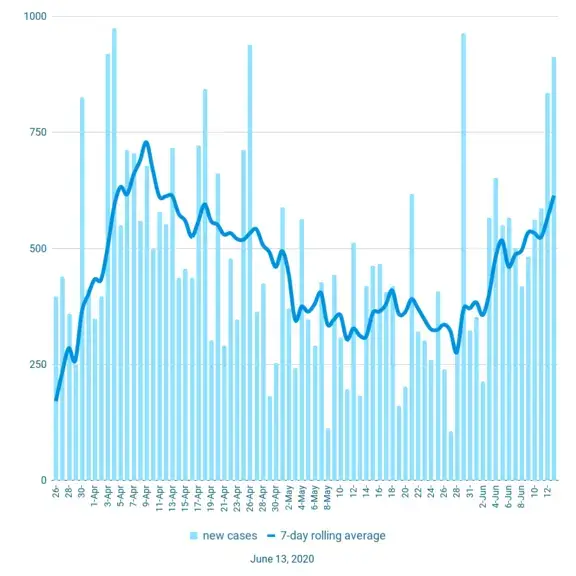 1000
750
500
250
0
26-
28-
30-
1-Apr
3-Apr
5-Apr
7-Apr
9-Apr
11-Apr
13-Apr
15-Apr
17-Apr
19-Apr
21-Apr
23-Apr
26-Apr
28-Apr
30-Apr
2-May
4-May
6-May
8-May
10-
12-
14-
16-
18-
20-
22-
24-
26-
28-
31-
2-Jun
4-Jun
6-Jun
8-Jun
10-
12-
new cases 7-day rolling average
June 13, 2020